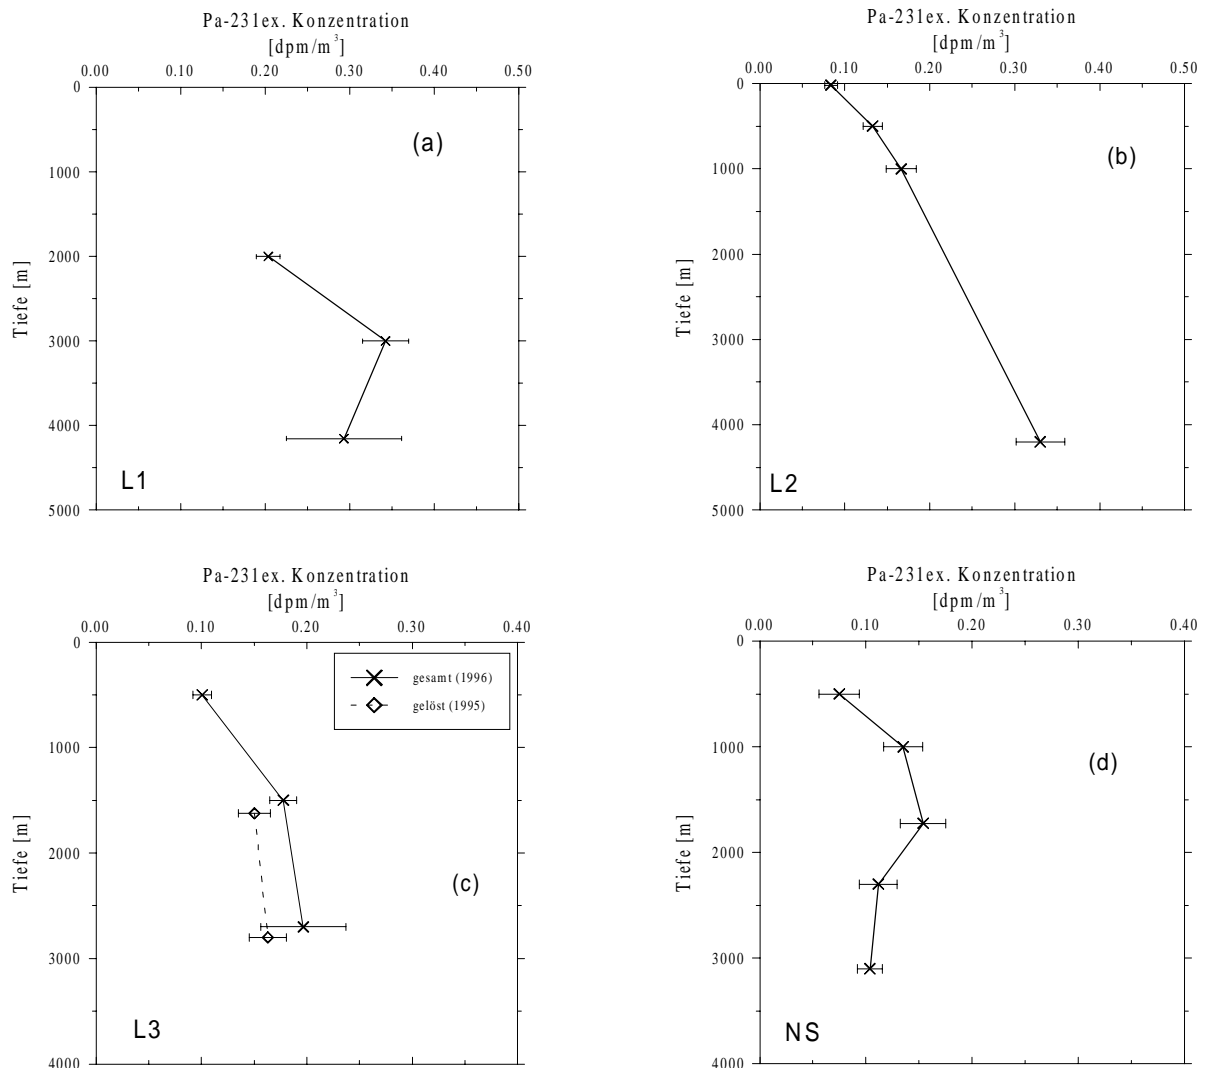 Pa-231ex. Konzentration
[dpm/m³]
0.00 0.10 0.20 0.30 0.40 0.50
0
1000
2000
3000
4000
5000
Tiefe [m]
(a)
L1
Pa-231ex. Konzentration
[dpm/m³]
0.00 0.10 0.20 0.30 0.40 0.50
0
1000
2000
3000
4000
5000
Tiefe [m]
(b)
L2
Pa-231ex. Konzentration
[dpm/m³]
0.00 0.10 0.20 0.30 0.40
0
1000
2000
3000
4000
Tiefe [m]
gesamt (1996)
gelöst (1995)
(c)
L3
Pa-231ex. Konzentration
[dpm/m³]
0.00 0.10 0.20 0.30 0.40
0
1000
2000
3000
4000
Tiefe [m]
(d)
NS